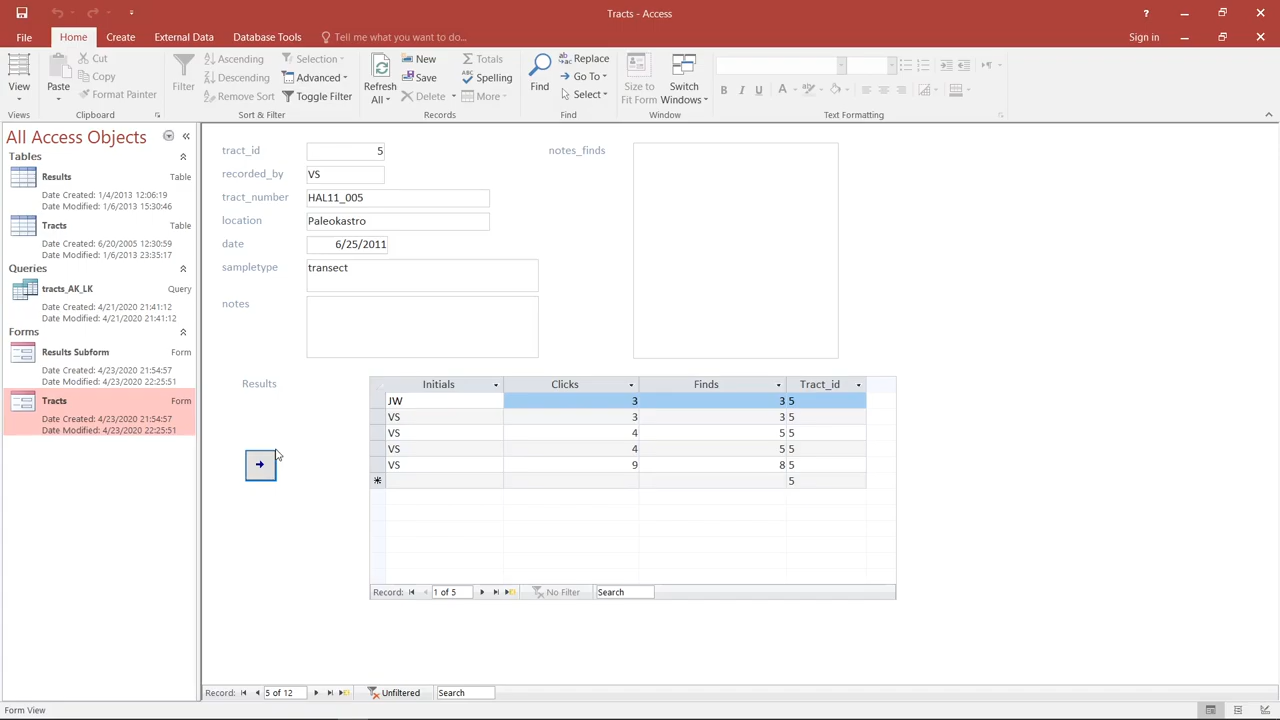 Tracts - Access
File Home Create External Data Database Tools Tell me what you want to do... Sign in
View
Views
Paste
Cut
Copy
Format Painter
Clipboard
Filter
Ascending
Descending
Remove Sort
Selection
Advanced
Toggle Filter
Sort & Filter
Refresh
All
New
Save
Delete
Totals
Spelling
More
Records
Find
Replace
Go To
Select
Find
Size to
Fit Form
Switch
Windows
Window
Text Formatting
All Access Objects
Tables
Results Table
Date Created: 1/4/2013 12:06:19
Date Modified: 1/6/2013 15:30:46
Tracts Table
Date Created: 6/20/2005 12:30:59
Date Modified: 1/6/2013 23:35:17
Queries
tracts_AK_LK Query
Date Created: 4/21/2020 21:41:12
Date Modified: 4/21/2020 21:41:12
Forms
Results Subform Form
Date Created: 4/23/2020 21:54:57
Date Modified: 4/23/2020 22:25:51
Tracts Form
Date Created: 4/23/2020 21:54:57
Date Modified: 4/23/2020 22:25:51
tract_id 5
recorded_by VS
tract_number HAL11_005
location Paleokastro
date 6/25/2011
sampletype transect
notes
notes_finds
Results
Initials Clicks Finds Tract_id
JW 3 3 5
VS 3 3 5
VS 4 5 5
VS 4 5 5
VS 9 8 5
5
Record: 1 of 5 No Filter Search
Record: 5 of 12 Unfiltered Search
Form View